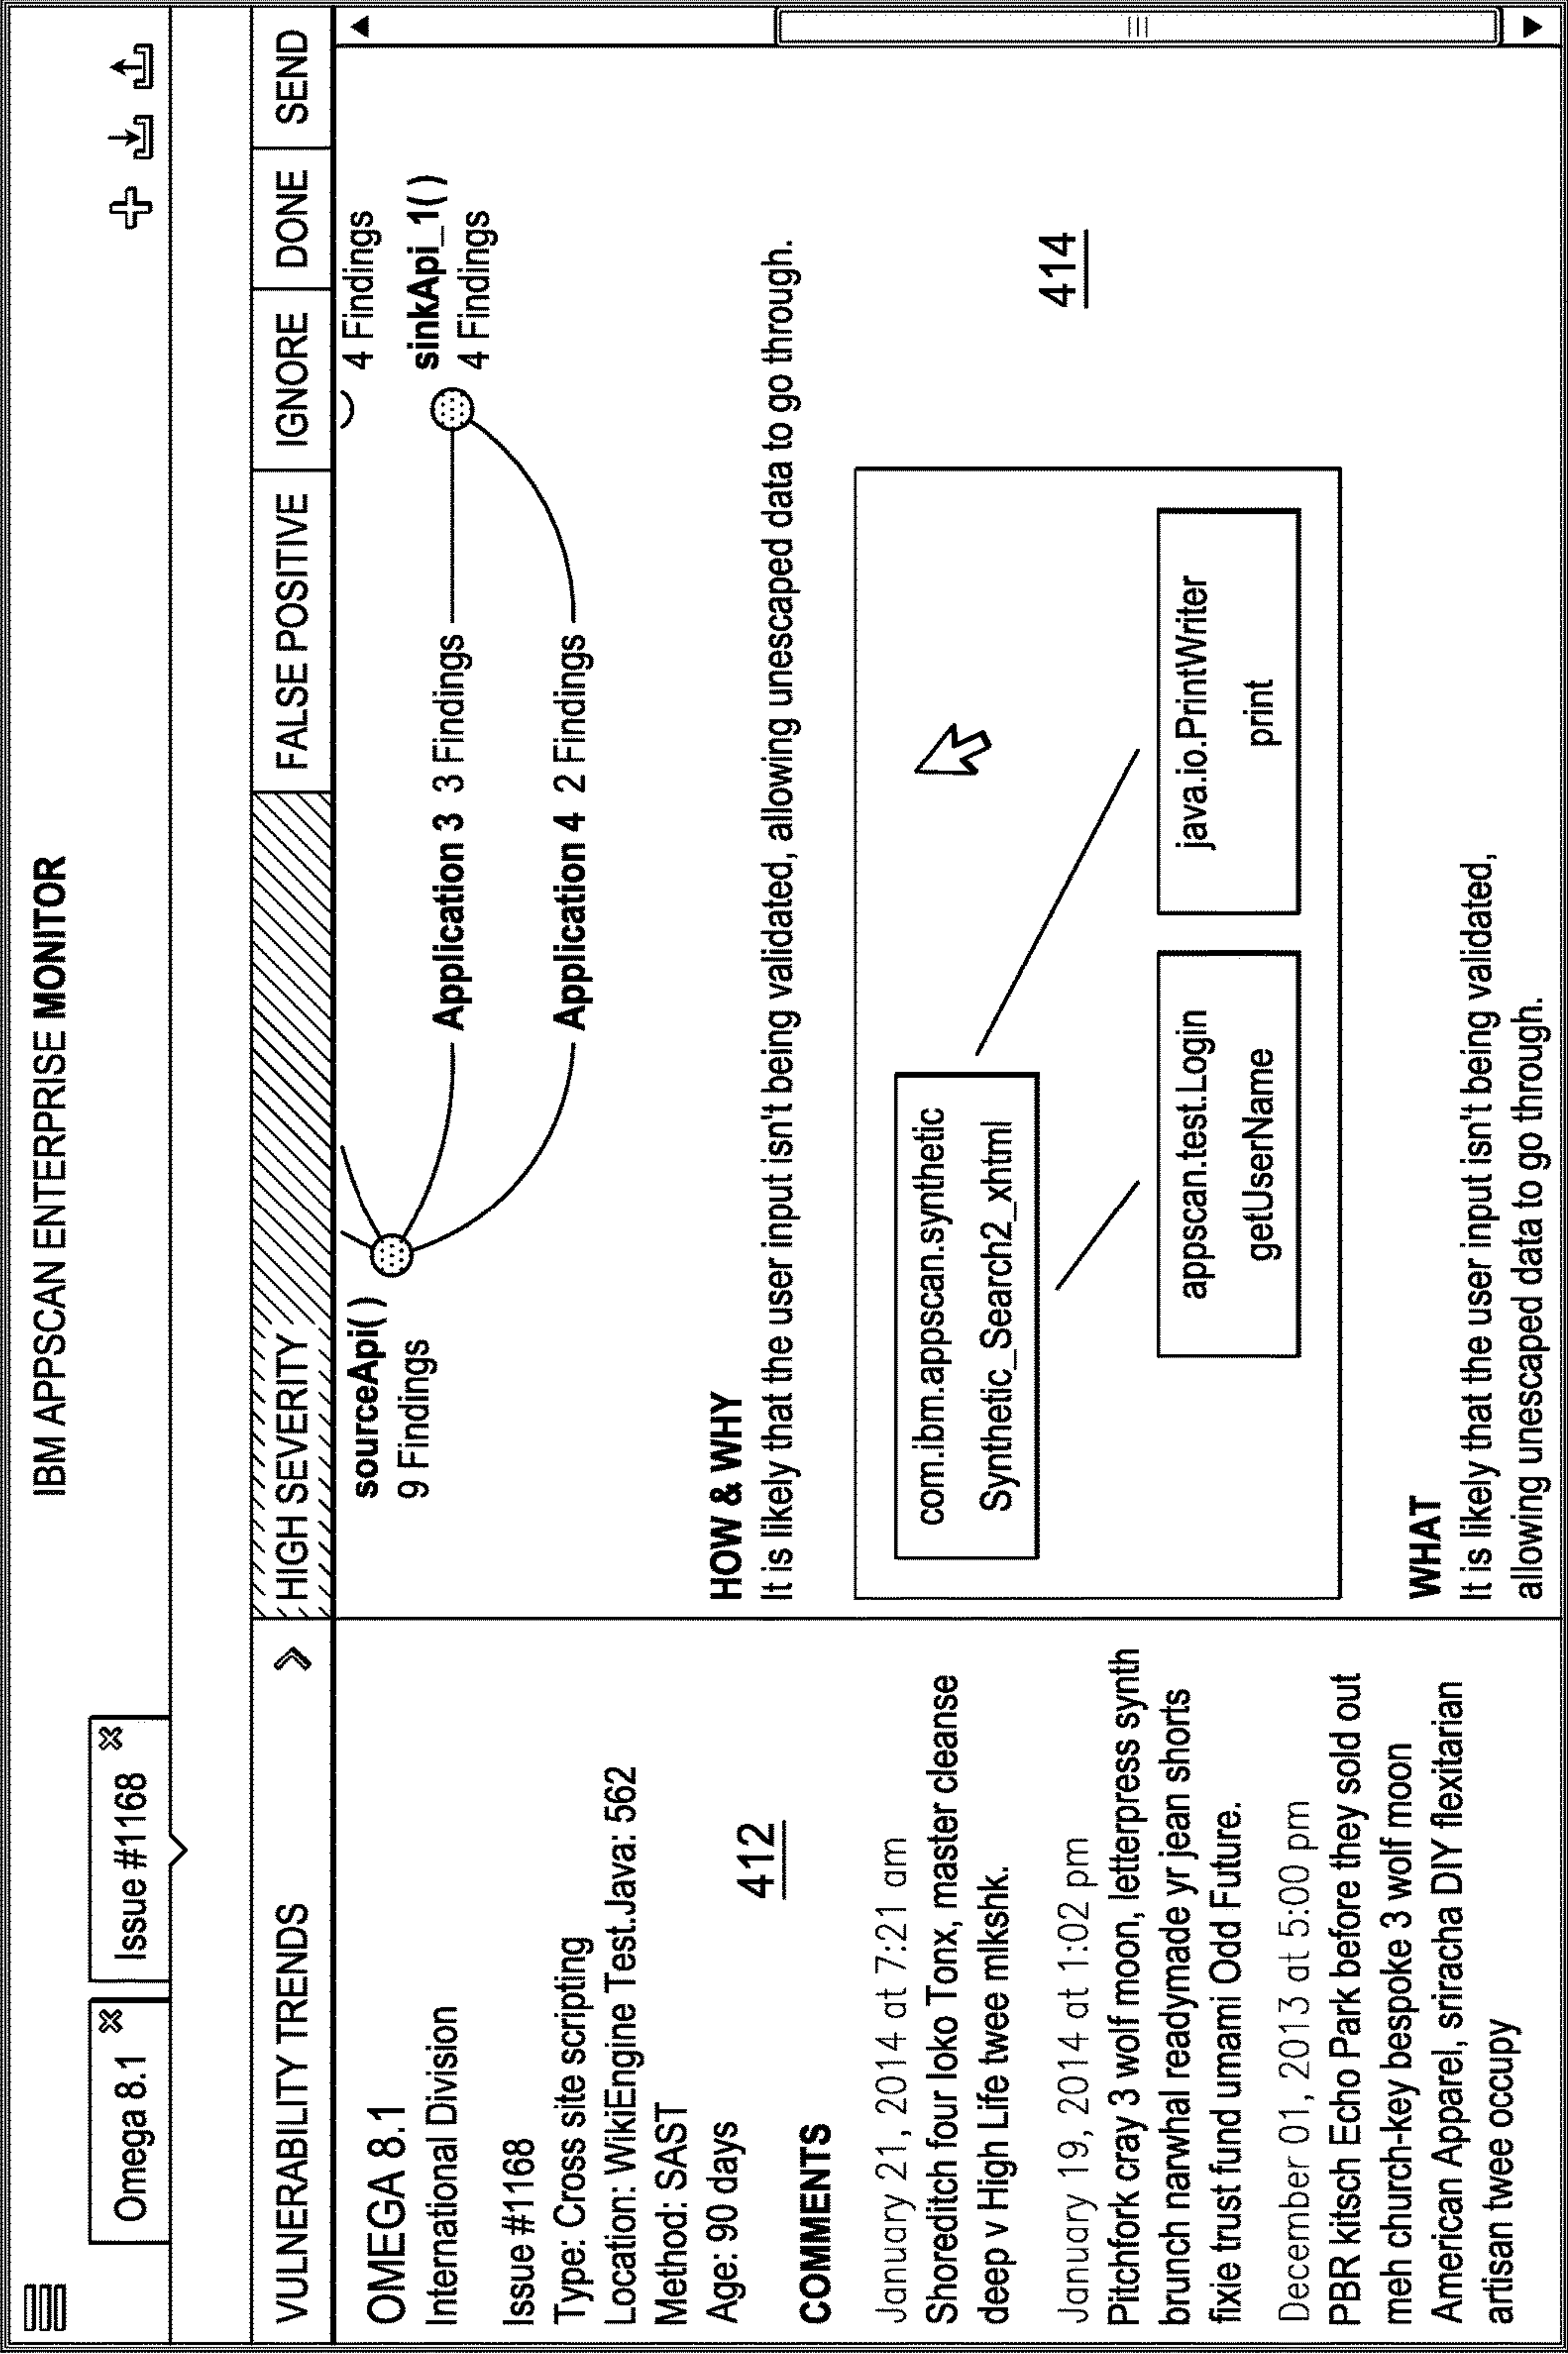 IBM APPSCAN ENTERPRISE MONITOR
Omega 8.1
Issue #1168
VULNERABILITY TRENDS
HIGH SEVERITY
FALSE POSITIVE
IGNORE
DONE
SEND
OMEGA 8.1
International Division
Issue #1168
Type: Cross site scripting
Location: WikiEngine Test.Java: 562
Method: SAST
Age: 90 days
412
COMMENTS
January 21, 2014 at 7:21 am
Shoreditch four loko Tonx, master cleanse
deep v High Life twee mlkshk.
January 19, 2014 at 1:02 pm
Pitchfork cray 3 wolf moon, letterpress synth
brunch narwhal readymade yr jean shorts
fixie trust fund umami Odd Future.
December 01, 2013 at 5:00 pm
PBR kitsch Echo Park before they sold out
meh church-key bespoke 3 wolf moon
American Apparel, sriracha DIY flexitarian
artisan twee occupy
sourceApi( )
9 Findings
4 Findings
Application 3 3 Findings
sinkApi_1( )
4 Findings
Application 4 2 Findings
HOW & WHY
It is likely that the user input isn't being validated, allowing unescaped data to go through.
com.ibm.appscan.synthetic
Synthetic_Search2_xhtml
appscan.test.Login
getUserName
java.io.PrintWriter
print
414
WHAT
It is likely that the user input isn't being validated,
allowing unescaped data to go through.